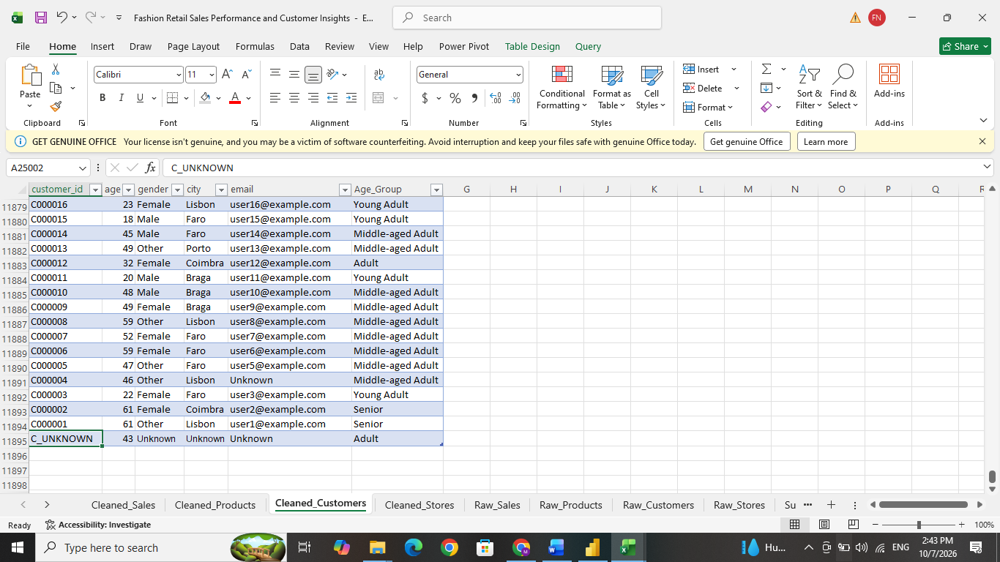 Fashion Retail Sales Performance and Customer Insights - E...
Search
FN
File Home Insert Draw Page Layout Formulas Data Review View Help Power Pivot Table Design Query
Share
Paste
Calibri 11
B I U
ab
General
$ % 9
Conditional Formatting
Format as Table
Cell Styles
Insert
Delete
Format
Sort & Filter
Find & Select
Add-ins
Clipboard Font Alignment Number Styles Cells Editing Add-ins
GET GENUINE OFFICE Your license isn't genuine, and you may be a victim of software counterfeiting. Avoid interruption and keep your files safe with genuine Office today. Get genuine Office Learn more
A25002 fx C_UNKNOWN
customer_id age gender city email Age_Group G H I J K L M N O P Q R
11879 C000016 23 Female Lisbon user16@example.com Young Adult
11880 C000015 18 Male Faro user15@example.com Young Adult
11881 C000014 45 Male Faro user14@example.com Middle-aged Adult
11882 C000013 49 Other Porto user13@example.com Middle-aged Adult
11883 C000012 32 Female Coimbra user12@example.com Adult
11884 C000011 20 Male Braga user11@example.com Young Adult
11885 C000010 48 Male Braga user10@example.com Middle-aged Adult
11886 C000009 49 Female Braga user9@example.com Middle-aged Adult
11887 C000008 59 Other Lisbon user8@example.com Middle-aged Adult
11888 C000007 52 Female Faro user7@example.com Middle-aged Adult
11889 C000006 59 Female Faro user6@example.com Middle-aged Adult
11890 C000005 47 Other Faro user5@example.com Middle-aged Adult
11891 C000004 46 Other Lisbon Unknown Middle-aged Adult
11892 C000003 22 Female Faro user3@example.com Young Adult
11893 C000002 61 Female Coimbra user2@example.com Senior
11894 C000001 61 Other Lisbon user1@example.com Senior
11895 C_UNKNOWN 43 Unknown Unknown Unknown Adult
11896
11897
11898
Cleaned_Sales Cleaned_Products Cleaned_Customers Cleaned_Stores Raw_Sales Raw_Products Raw_Customers Raw_Stores Su ...
Ready Accessibility: Investigate 100%
Type here to search
Hu... ENG
2:43 PM
10/7/2026